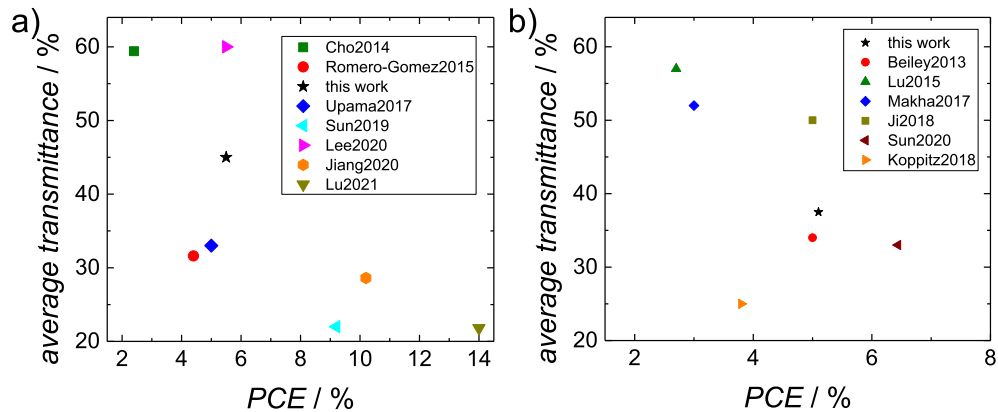 a)
average transmittance / %
60
50
40
30
20
2 4 6 8 10 12 14
PCE / %
Cho2014
Romero-Gomez2015
this work
Upama2017
Sun2019
Lee2020
Jiang2020
Lu2021
b)
average transmittance / %
60
50
40
30
20
2 4 6 8
PCE / %
this work
Beiley2013
Lu2015
Makha2017
Ji2018
Sun2020
Koppitz2018